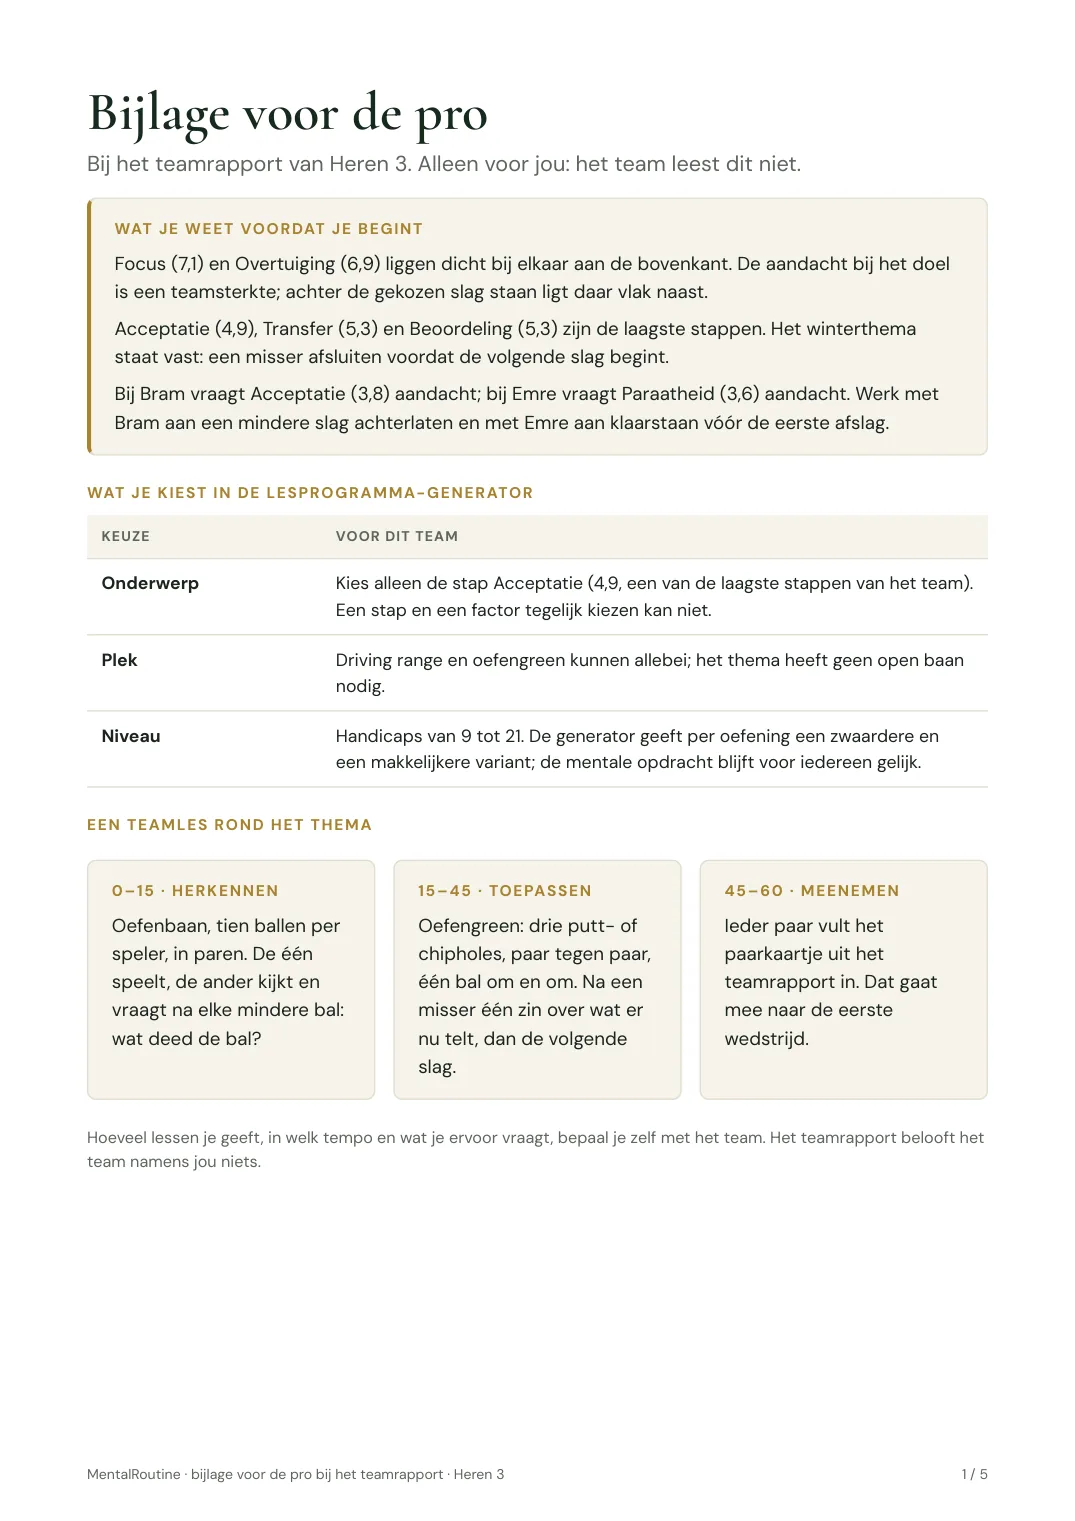 Bijlage voor de pro
Bij het teamrapport van Heren 3. Alleen voor jou: het team leest dit niet.
WAT JE WEET VOORDAT JE BEGINT
Focus (7,1) en Overtuiging (6,9) liggen dicht bij elkaar aan de bovenkant. De aandacht bij het doel
is een teamsterkte; achter de gekozen slag staan ligt daar vlak naast.
Acceptatie (4,9), Transfer (5,3) en Beoordeling (5,3) zijn de laagste stappen. Het winterthema
staat vast: een misser afsluiten voordat de volgende slag begint.
Bij Bram vraagt Acceptatie (3,8) aandacht; bij Emre vraagt Paraatheid (3,6) aandacht. Werk met
Bram aan een mindere slag achterlaten en met Emre aan klaarstaan vóór de eerste afslag.
WAT JE KIEST IN DE LESPROGRAMMA-GENERATOR
KEUZE VOOR DIT TEAM
Onderwerp Kies alleen de stap Acceptatie (4,9, een van de laagste stappen van het team).
Een stap en een factor tegelijk kiezen kan niet.
Plek Driving range en oefengreen kunnen allebei; het thema heeft geen open baan
nodig.
Niveau Handicaps van 9 tot 21. De generator geeft per oefening een zwaardere en
een makkelijkere variant; de mentale opdracht blijft voor iedereen gelijk.
EEN TEAMLES ROND HET THEMA
0–15 · HERKENNEN
Oefenbaan, tien ballen per
speler, in paren. De één
speelt, de ander kijkt en
vraagt na elke mindere bal:
wat deed de bal?
15–45 · TOEPASSEN
Oefengreen: drie putt- of
chipholes, paar tegen paar,
één bal om en om. Na een
misser één zin over wat er
nu telt, dan de volgende
slag.
45–60 · MEENEMEN
Ieder paar vult het
paarkaartje uit het
teamrapport in. Dat gaat
mee naar de eerste
wedstrijd.
Hoeveel lessen je geeft, in welk tempo en wat je ervoor vraagt, bepaal je zelf met het team. Het teamrapport belooft het
team namens jou niets.
MentalRoutine · bijlage voor de pro bij het teamrapport · Heren 3 1 / 5